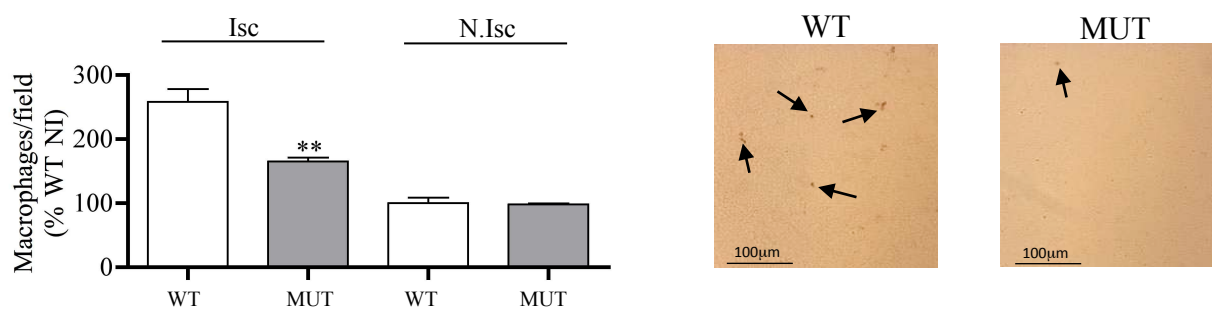 Isc
N.Isc
Macrophages/field
(% WT NI)
300
200
100
0
**
WT
MUT
WT
MUT
WT
MUT
100μm
100μm